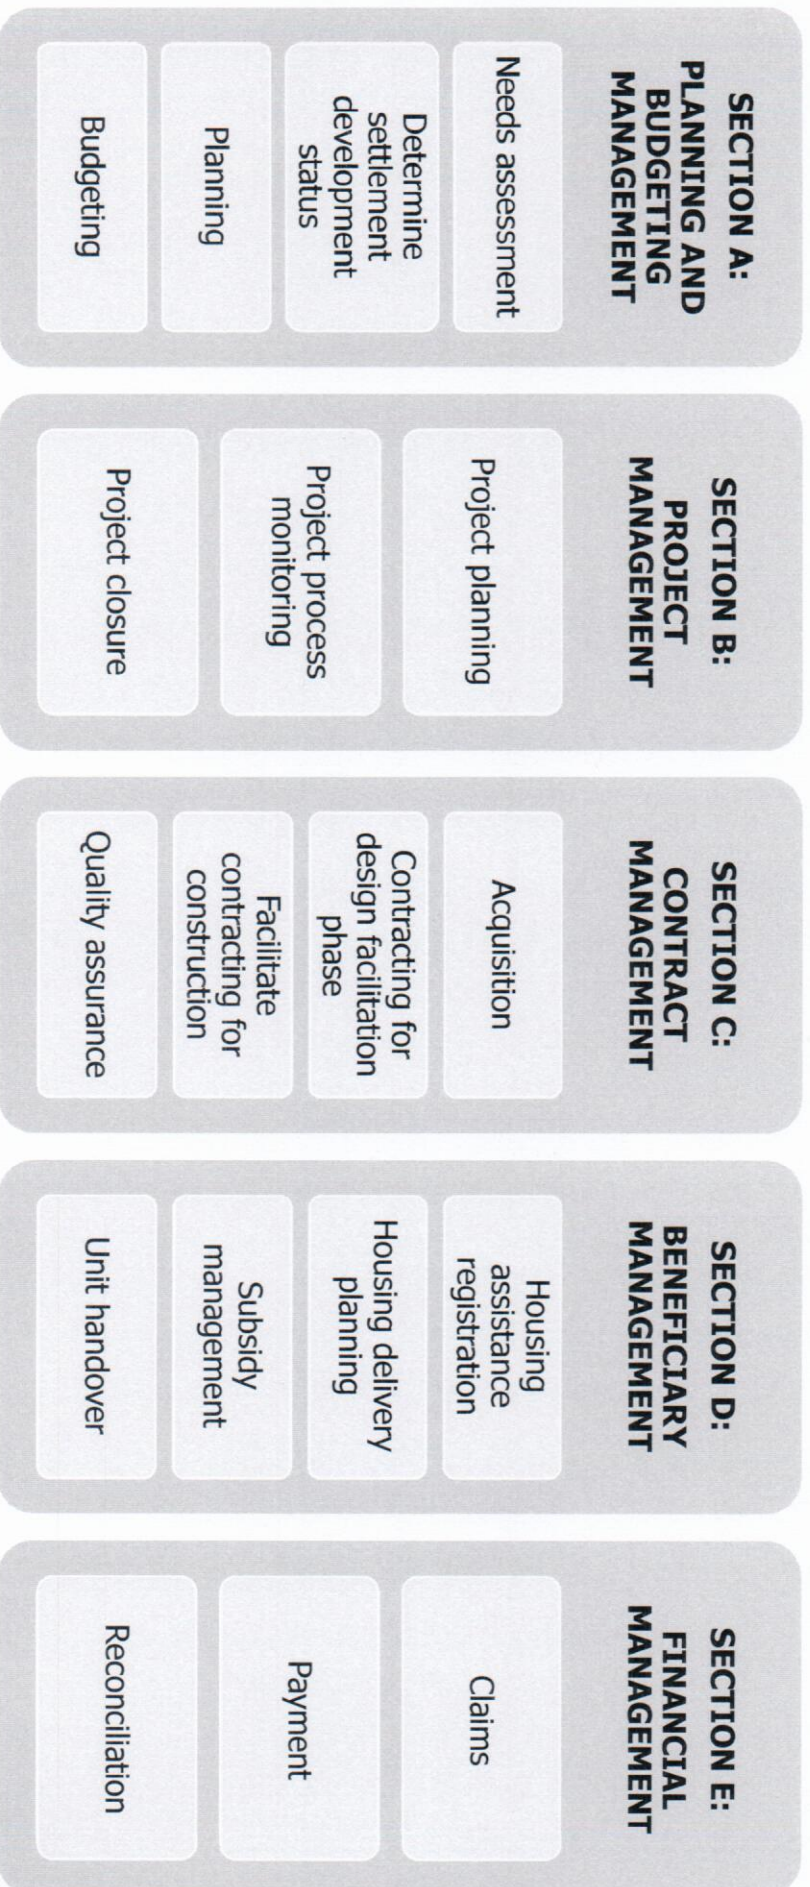 SECTION A:
PLANNING AND
BUDGETING
MANAGEMENT
Needs assessment
Determine
settlement
development
status
Planning
Budgeting
SECTION B:
PROJECT
MANAGEMENT
Project planning
Project process
monitoring
Project closure
SECTION C:
CONTRACT
MANAGEMENT
Acquisition
Contracting for
design facilitation
phase
Facilitate
contracting for
construction
Quality assurance
SECTION D:
BENEFICIARY
MANAGEMENT
Housing
assistance
registration
Housing delivery
planning
Subsidy
management
Unit handover
SECTION E:
FINANCIAL
MANAGEMENT
Claims
Payment
Reconciliation